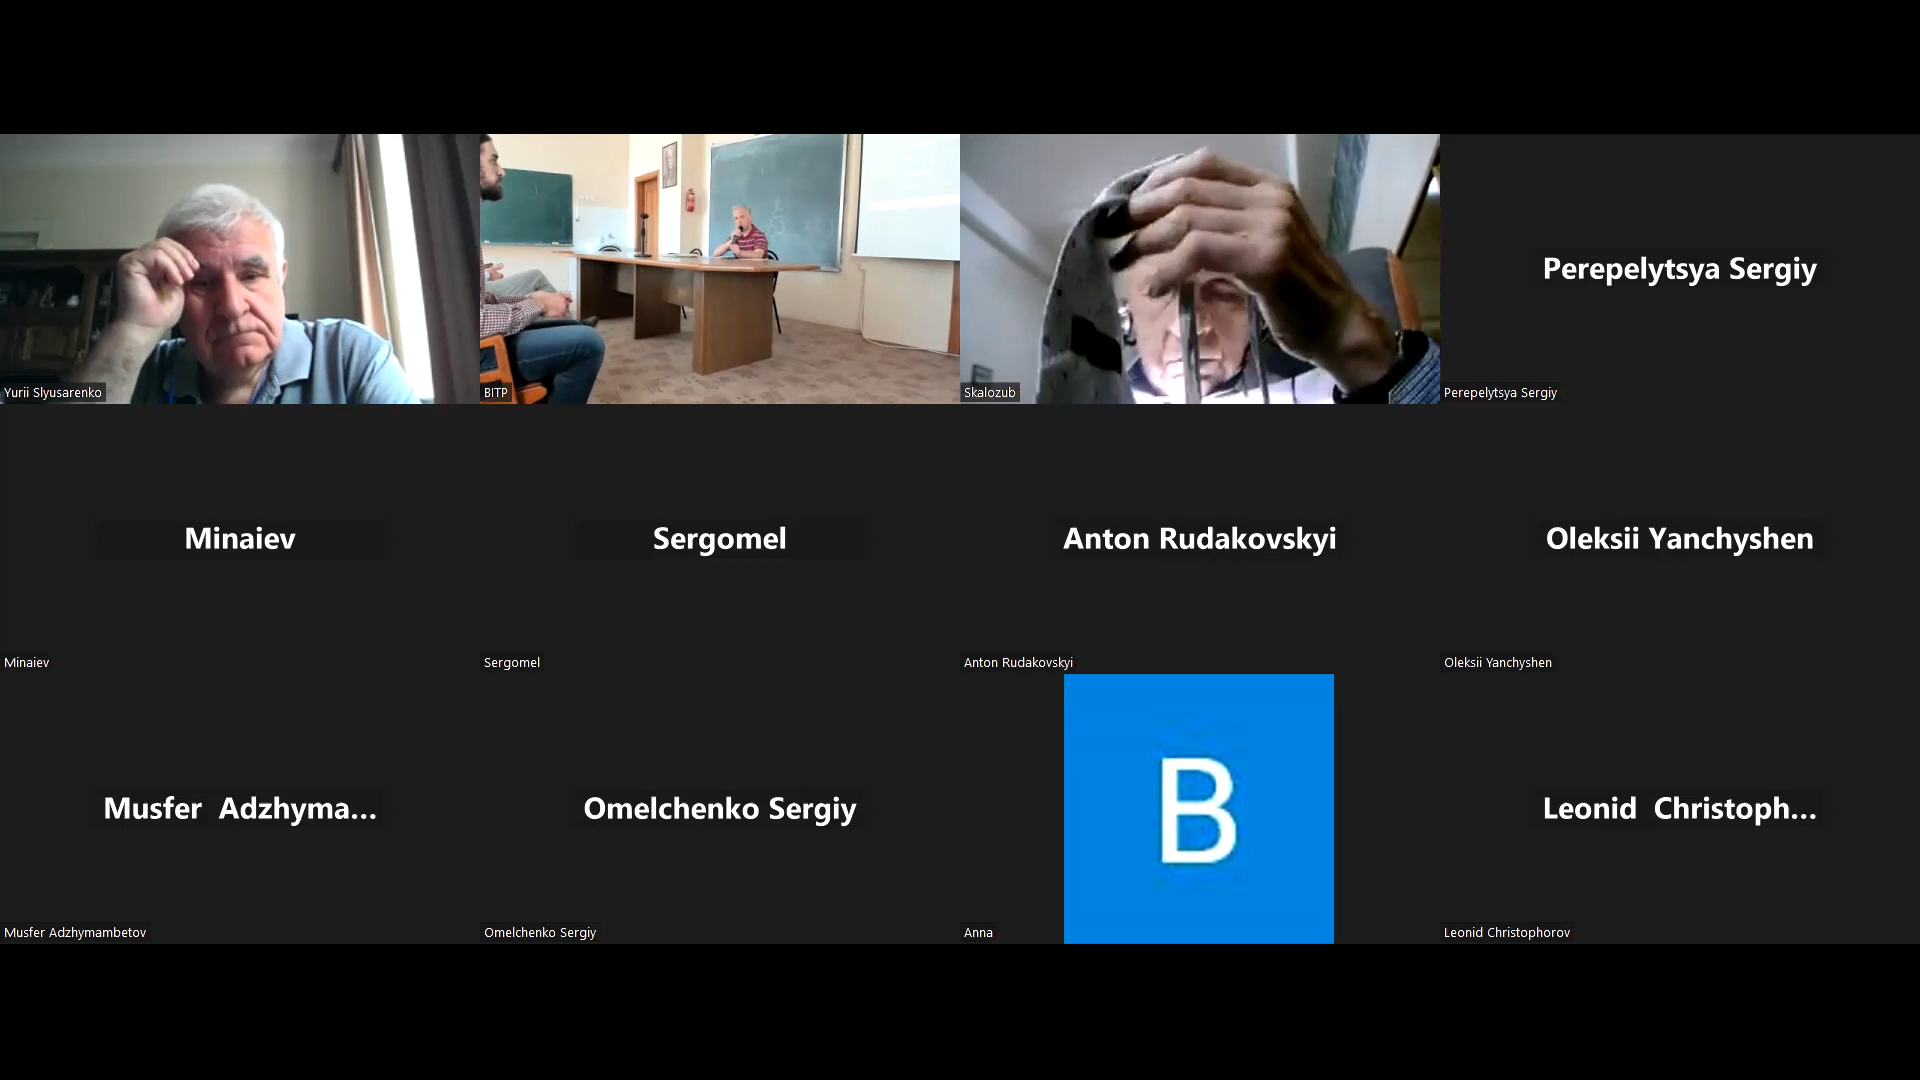 Yurii Slyusarenko
BITP
Skalozub
Perepelytsya Sergiy
Perepelytsya Sergiy
Minaiev
Sergomel
Anton Rudakovskyi
Oleksii Yanchyshen
Minaiev
Sergomel
Anton Rudakovskyi
Oleksii Yanchyshen
Musfer Adzhyma...
Omelchenko Sergiy
B
Leonid Christoph...
Musfer Adzhymambetov
Omelchenko Sergiy
Anna
Leonid Christophorov